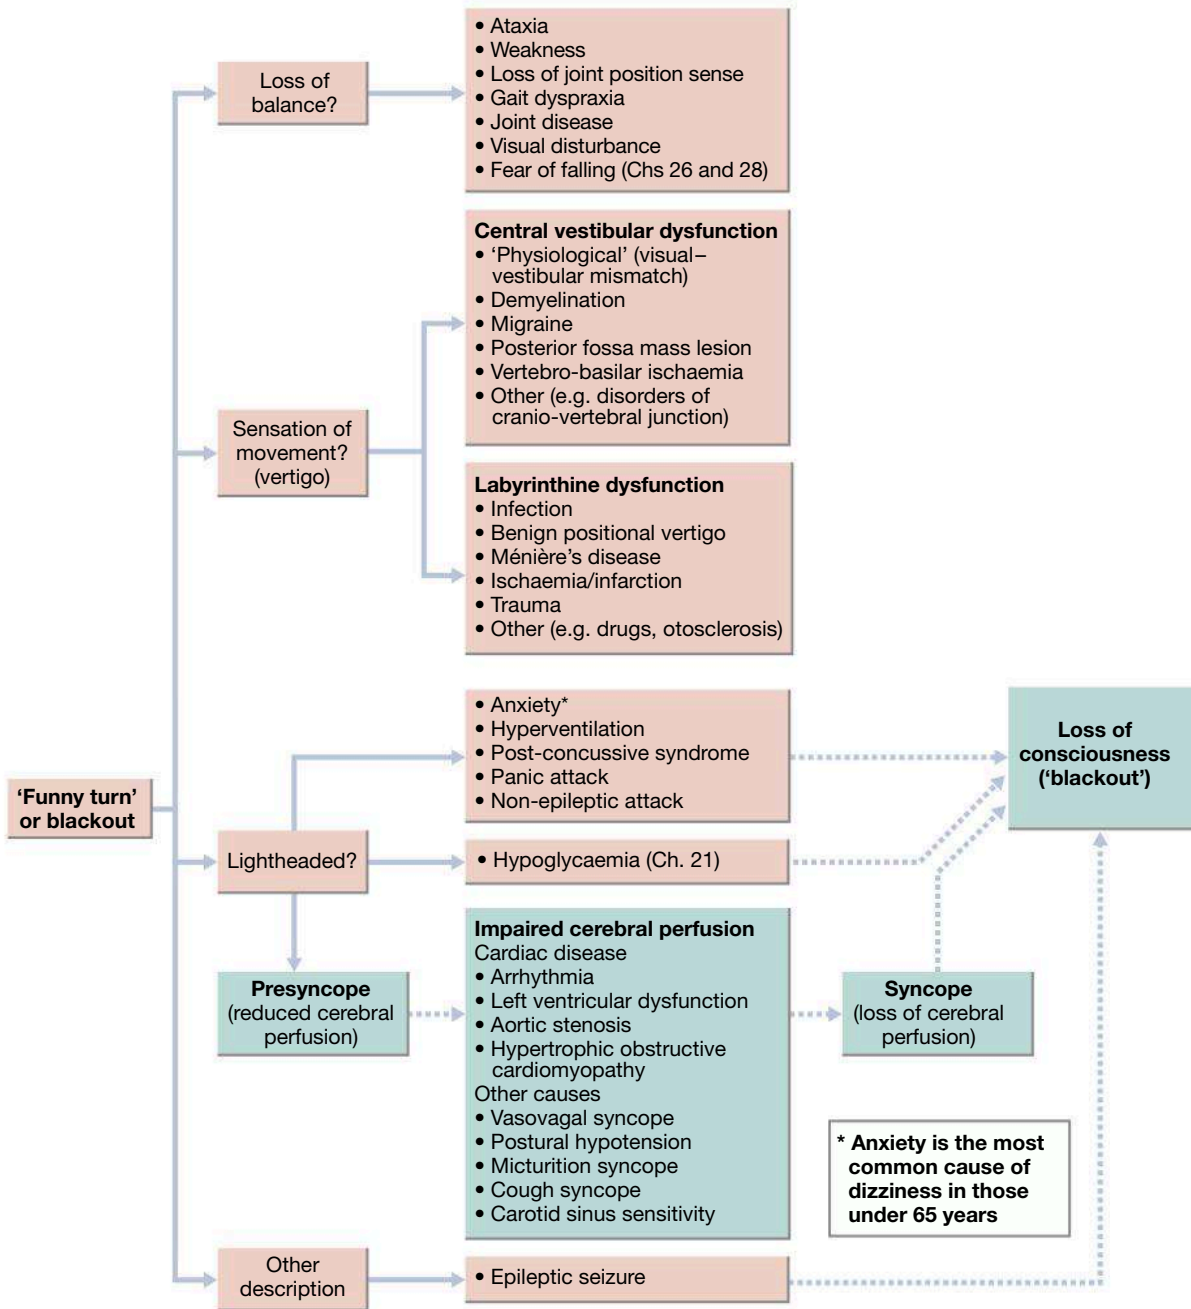 ‘Funny turn’
or blackout
Loss of
balance?
• Ataxia
• Weakness
• Loss of joint position sense
• Gait dyspraxia
• Joint disease
• Visual disturbance
• Fear of falling (Chs 26 and 28)
Sensation of
movement?
(vertigo)
Central vestibular dysfunction
• ‘Physiological’ (visual–
vestibular mismatch)
• Demyelination
• Migraine
• Posterior fossa mass lesion
• Vertebro-basilar ischaemia
• Other (e.g. disorders of
cranio-vertebral junction)
Labyrinthine dysfunction
• Infection
• Benign positional vertigo
• Ménière’s disease
• Ischaemia/infarction
• Trauma
• Other (e.g. drugs, otosclerosis)
Lightheaded?
• Anxiety*
• Hyperventilation
• Post-concussive syndrome
• Panic attack
• Non-epileptic attack
• Hypoglycaemia (Ch. 21)
Presyncope
(reduced cerebral
perfusion)
Impaired cerebral perfusion
Cardiac disease
• Arrhythmia
• Left ventricular dysfunction
• Aortic stenosis
• Hypertrophic obstructive
cardiomyopathy
Other causes
• Vasovagal syncope
• Postural hypotension
• Micturition syncope
• Cough syncope
• Carotid sinus sensitivity
Syncope
(loss of cerebral
perfusion)
Loss of
consciousness
(‘blackout’)
Other
description
• Epileptic seizure
* Anxiety is the most
common cause of
dizziness in those
under 65 years